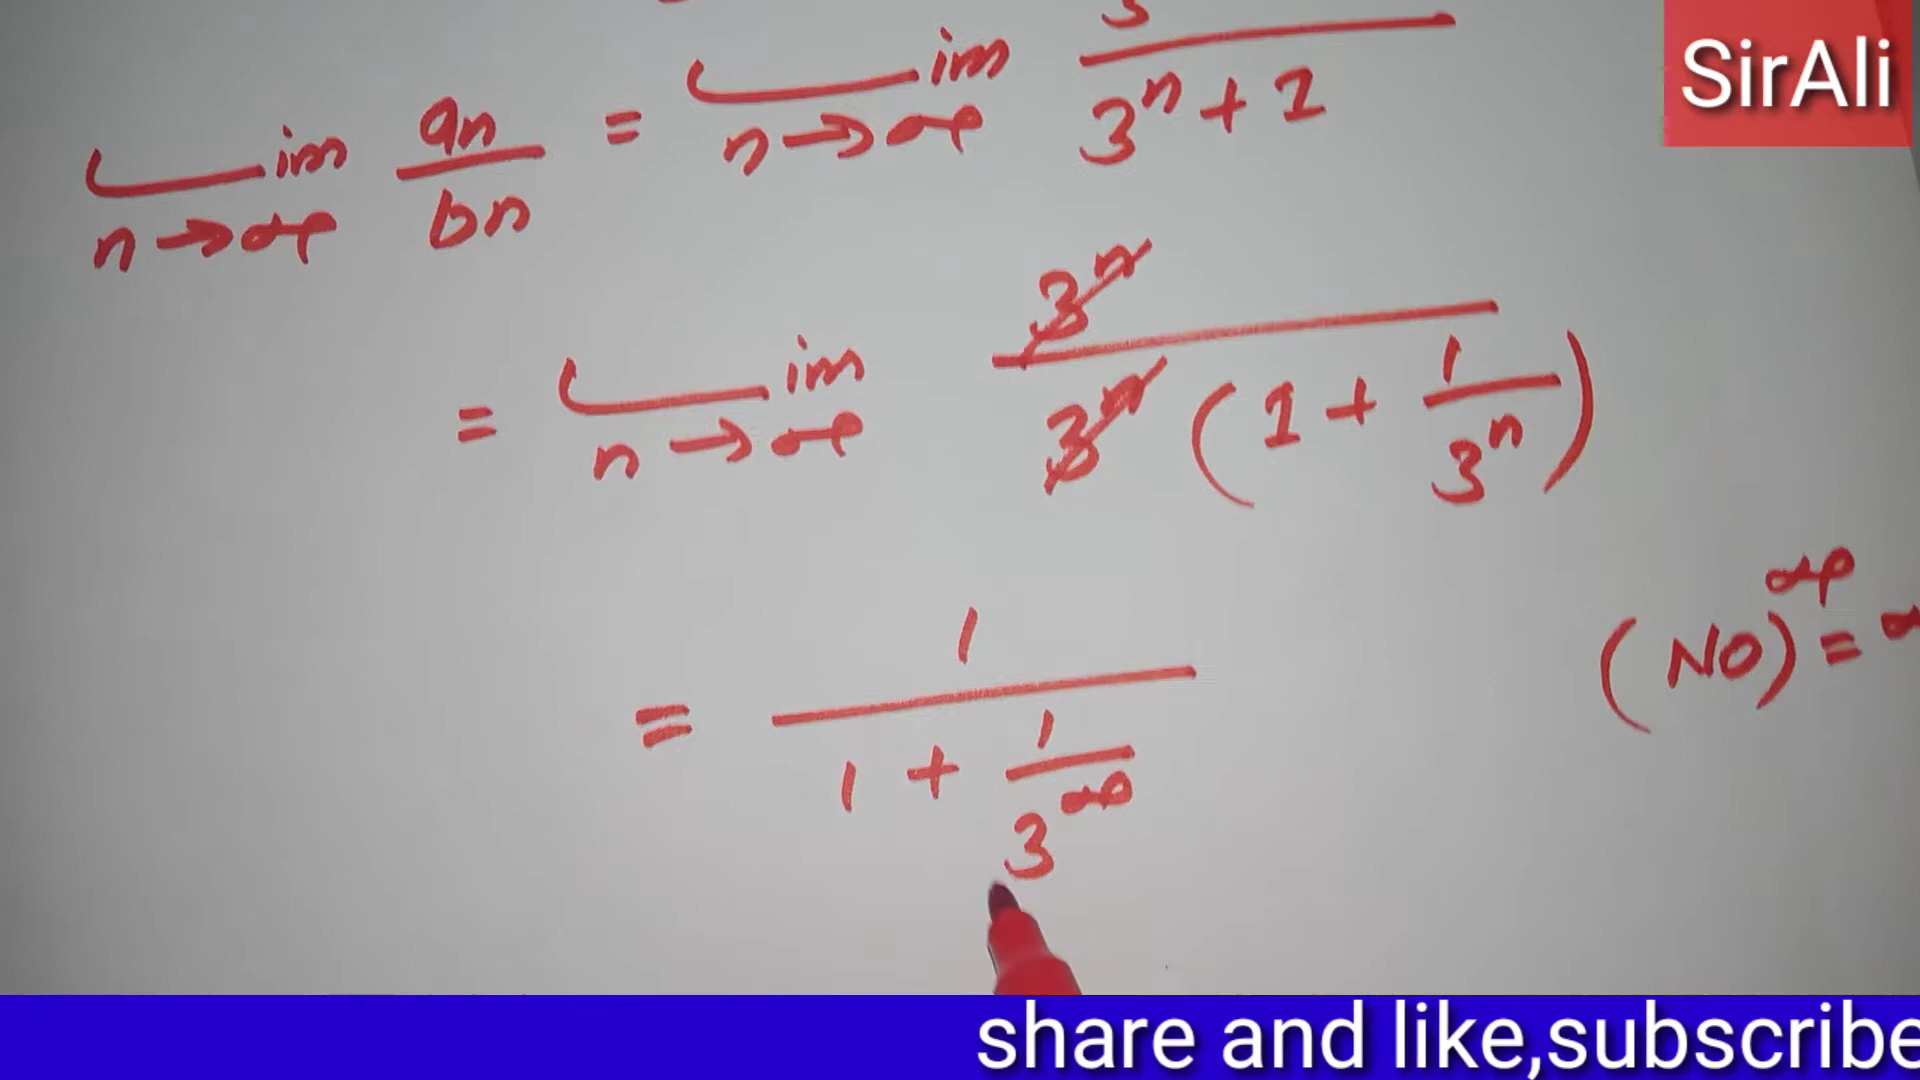 SirAli
lim n→∞ an/bn = lim n→∞ /3ⁿ + 1
= lim n→∞ 3ⁿ/3ⁿ(1 + 1/3ⁿ)
(NO)^∞ =
= 1/(1 + 1/3^∞)
share and like,subscribe